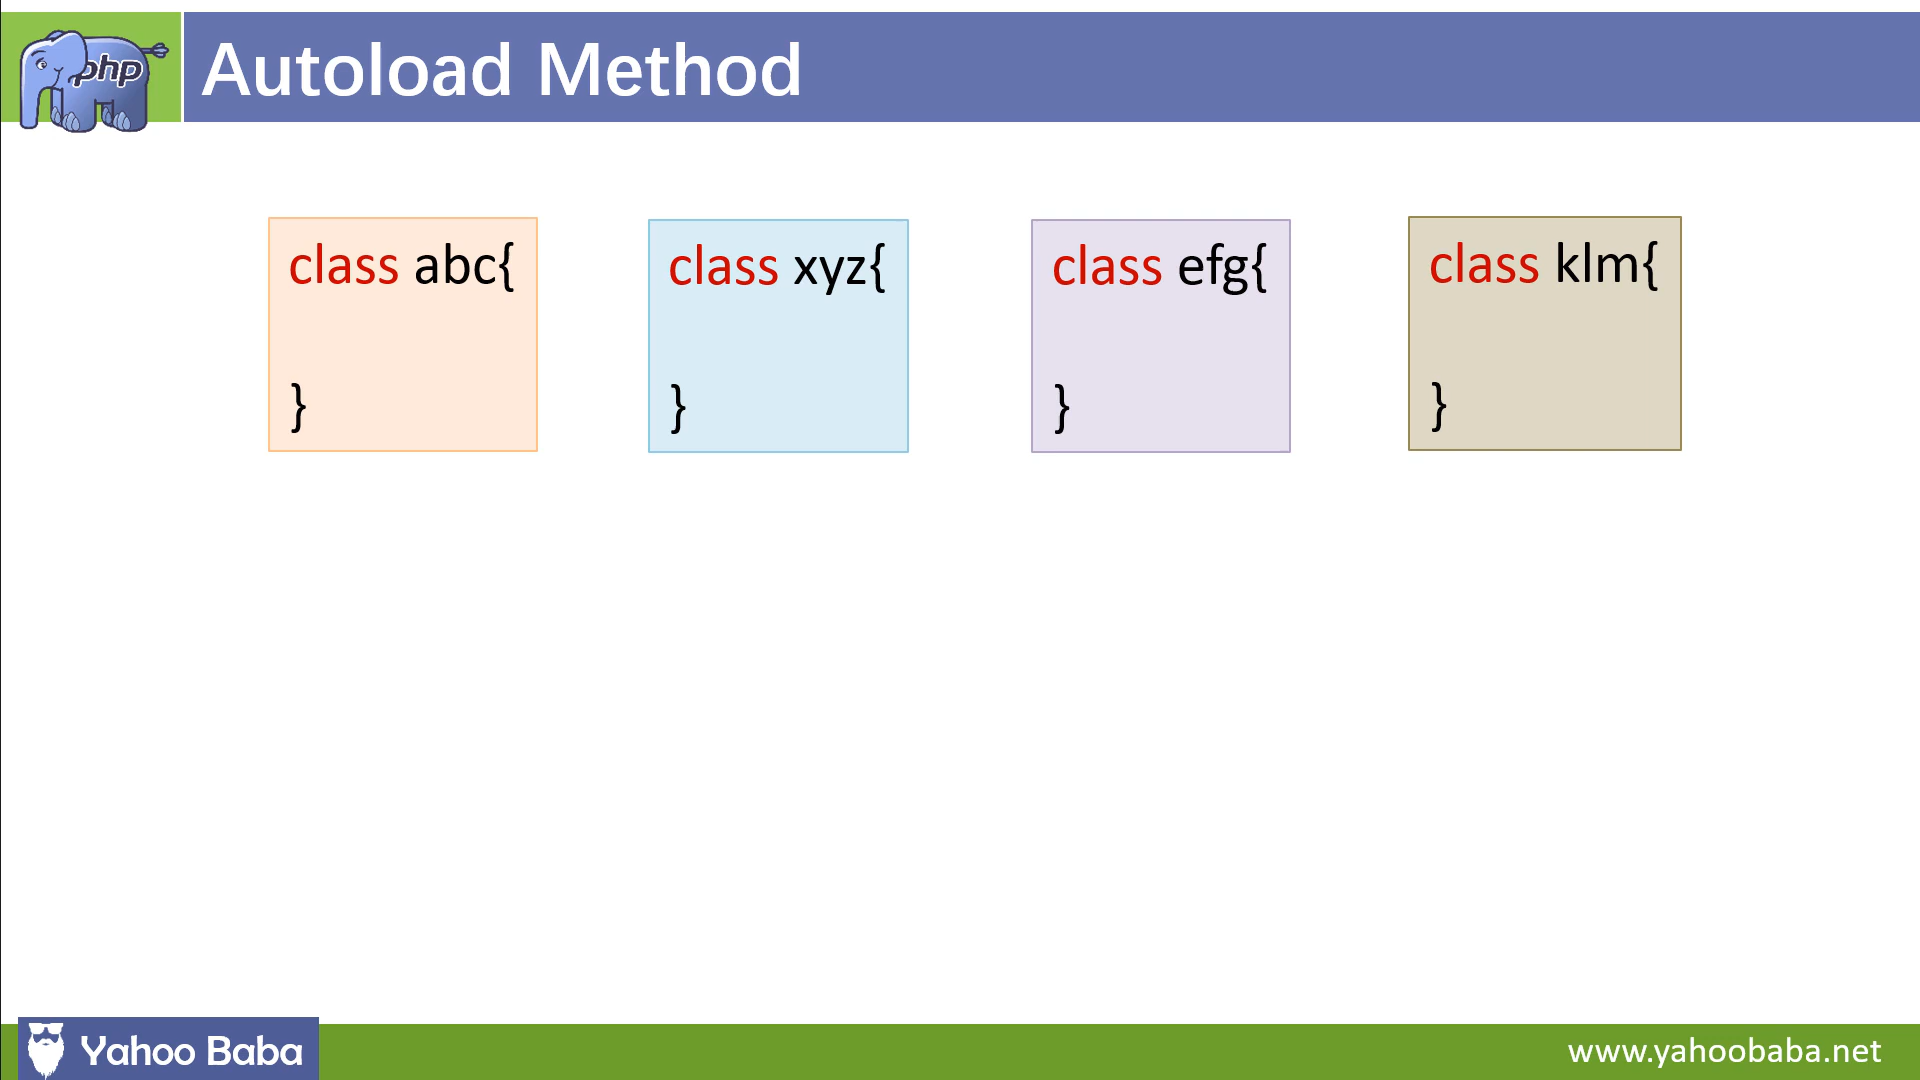 php
Autoload Method
class abc{
}
class xyz{
}
class efg{
}
class klm{
}
Yahoo Baba
www.yahoobaba.net